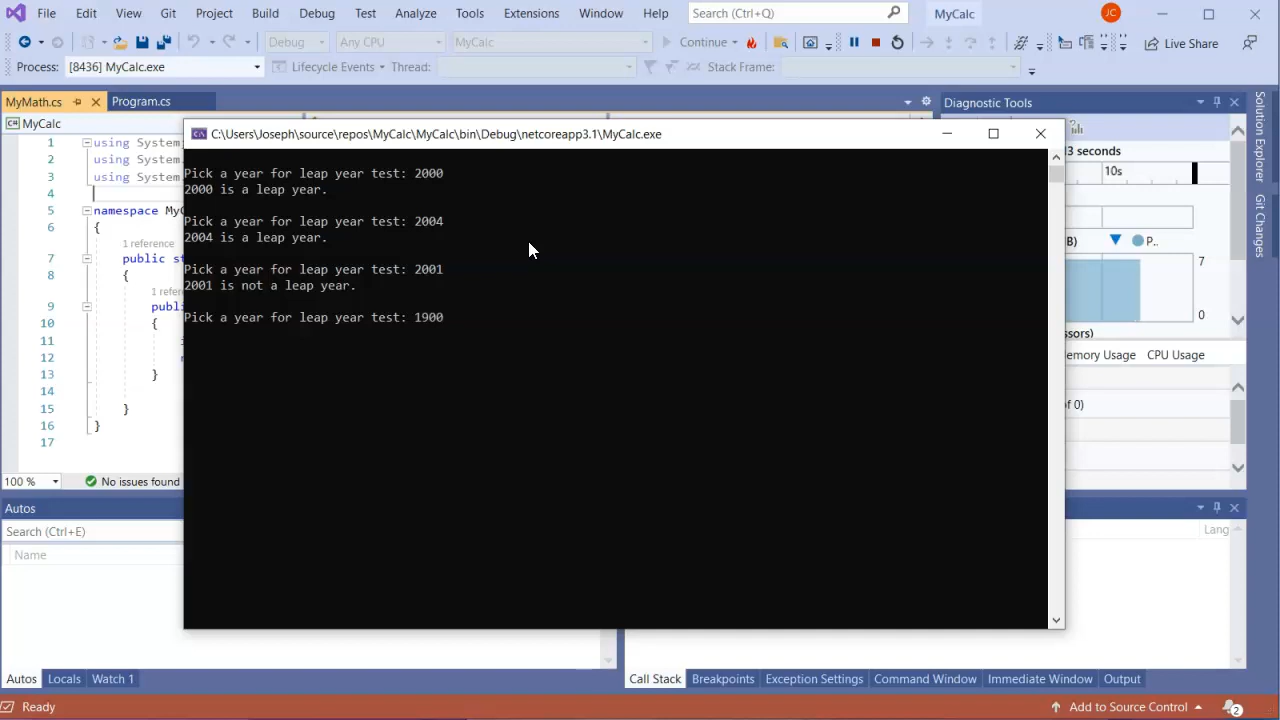 File Edit View Git Project Build Debug Test Analyze Tools Extensions Window Help Search (Ctrl+Q) MyCalc JC
Debug Any CPU MyCalc Continue Live Share
Process: [8436] MyCalc.exe Lifecycle Events Thread: Stack Frame:
MyMath.cs Program.cs Diagnostic Tools
MyCalc
C:\Users\Joseph\source\repos\MyCalc\MyCalc\bin\Debug\netcoreapp3.1\MyCalc.exe
1 using System
2 using System.
3 using System.
4
5 namespace MyC
6 {
1 reference
7 public st
8 {
1 refer
9 publi
10 {
11 i
12
13 }
14
15 }
16 }
17
Pick a year for leap year test: 2000
2000 is a leap year.
Pick a year for leap year test: 2004
2004 is a leap year.
Pick a year for leap year test: 2001
2001 is not a leap year.
Pick a year for leap year test: 1900
3 seconds
10s
B) P..
7
0
ssors)
emory Usage CPU Usage
of 0)
Solution Explorer
Git Changes
100 % No issues found
Autos
Search (Ctrl+E)
Name
Lang
Autos Locals Watch 1
Call Stack Breakpoints Exception Settings Command Window Immediate Window Output
Ready Add to Source Control 2